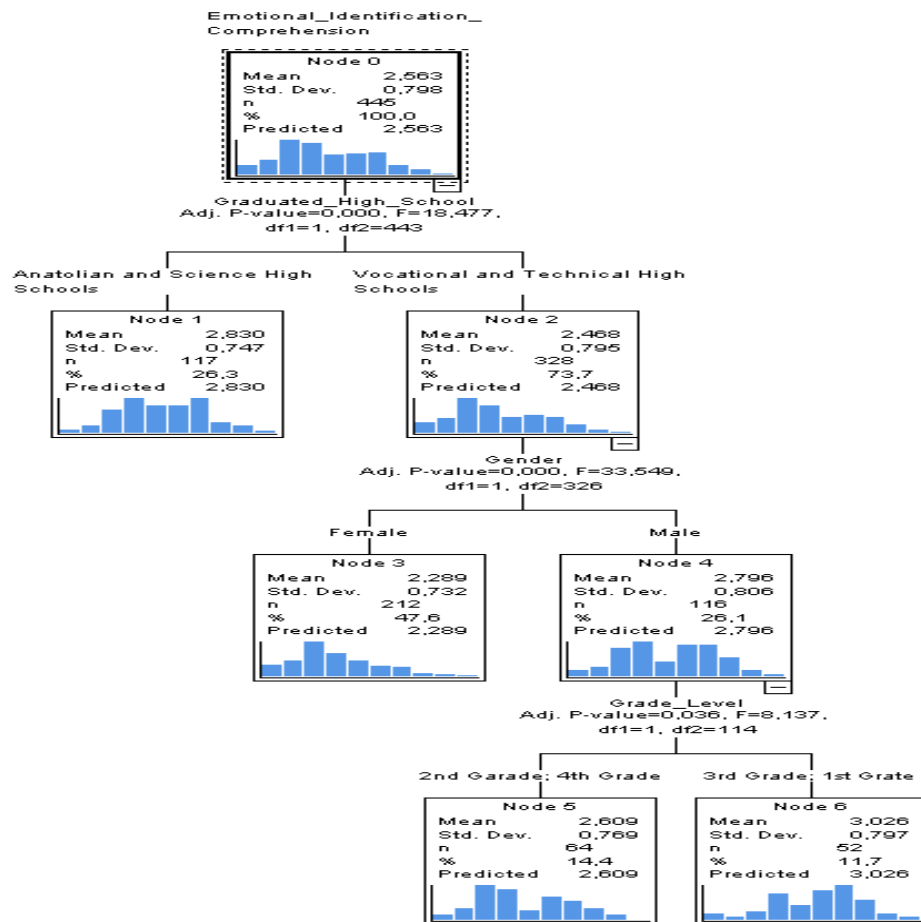 Emotional_Identification_
Comprehension
Node 0
Mean 2,563
Std. Dev. 0,798
n 445
% 100,0
Predicted 2,563
Graduated_High_School
Adj. P-value=0,000, F=18,477,
df1=1, df2=443
Anatolian and Science High
Schools
Vocational and Technical High
Schools
Node 1
Mean 2,830
Std. Dev. 0,747
n 117
% 26,3
Predicted 2,830
Node 2
Mean 2,468
Std. Dev. 0,795
n 328
% 73,7
Predicted 2,468
Gender
Adj. P-value=0,000, F=33,549,
df1=1, df2=326
Female
Male
Node 3
Mean 2,289
Std. Dev. 0,732
n 212
% 47,6
Predicted 2,289
Node 4
Mean 2,796
Std. Dev. 0,806
n 116
% 26,1
Predicted 2,796
Grade_Level
Adj. P-value=0,036, F=8,137,
df1=1, df2=114
2nd Garade; 4th Grade
3rd Grade; 1st Grate
Node 5
Mean 2,609
Std. Dev. 0,769
n 64
% 14,4
Predicted 2,609
Node 6
Mean 3,026
Std. Dev. 0,797
n 52
% 11,7
Predicted 3,026